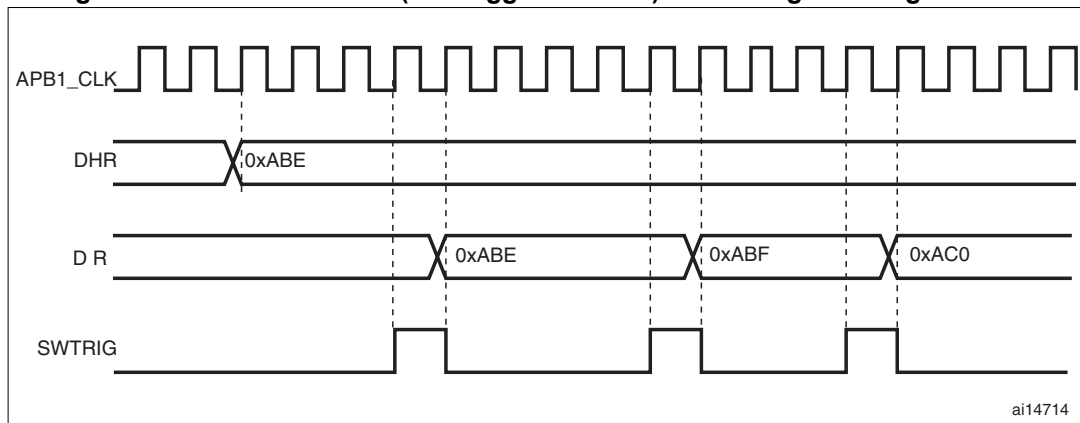 APB1_CLK
DHR
0xABE
D R
0xABE
0xABF
0xAC0
SWTRIG
ai14714